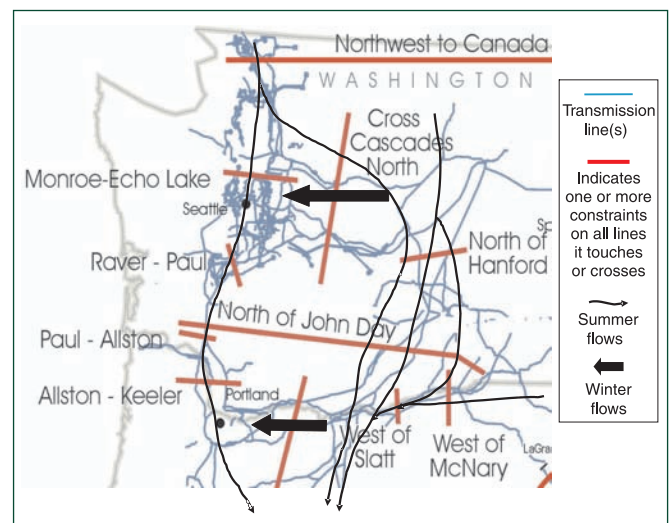 Northwest to Canada
WASHINGTON
Cross
Cascades
North
Monroe-Echo Lake
Seattle
Sp
Raver - Paul
North of
Hanford
North of John Day
Paul - Allston
Allston - Keeler
Portland
West of
Slatt
West of
McNary
LaGra
Transmission
line(s)
Indicates
one or more
constraints
on all lines
it touches
or crosses
Summer
flows
Winter
flows